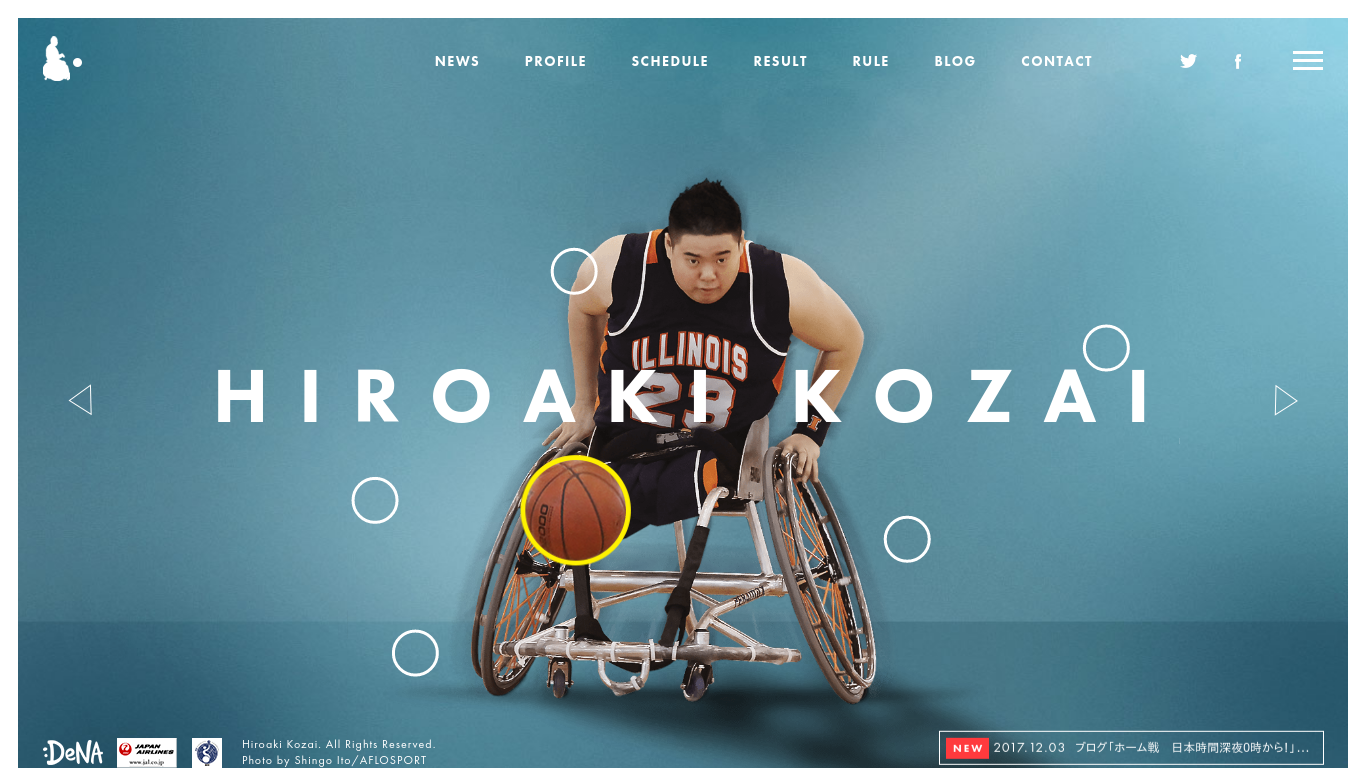 NEWS PROFILE SCHEDULE RESULT RULE BLOG CONTACT
ILLINOIS
23
HIROAKI KOZAI
I
:DeNA
JAPAN
AIRLINES
www.jal.co.jp
Hiroaki Kozai. All Rights Reserved.
Photo by Shingo Ito/AFLOSPORT
NEW 2017.12.03 ブログ「ホーム戦　日本時間深夜0時から!」...